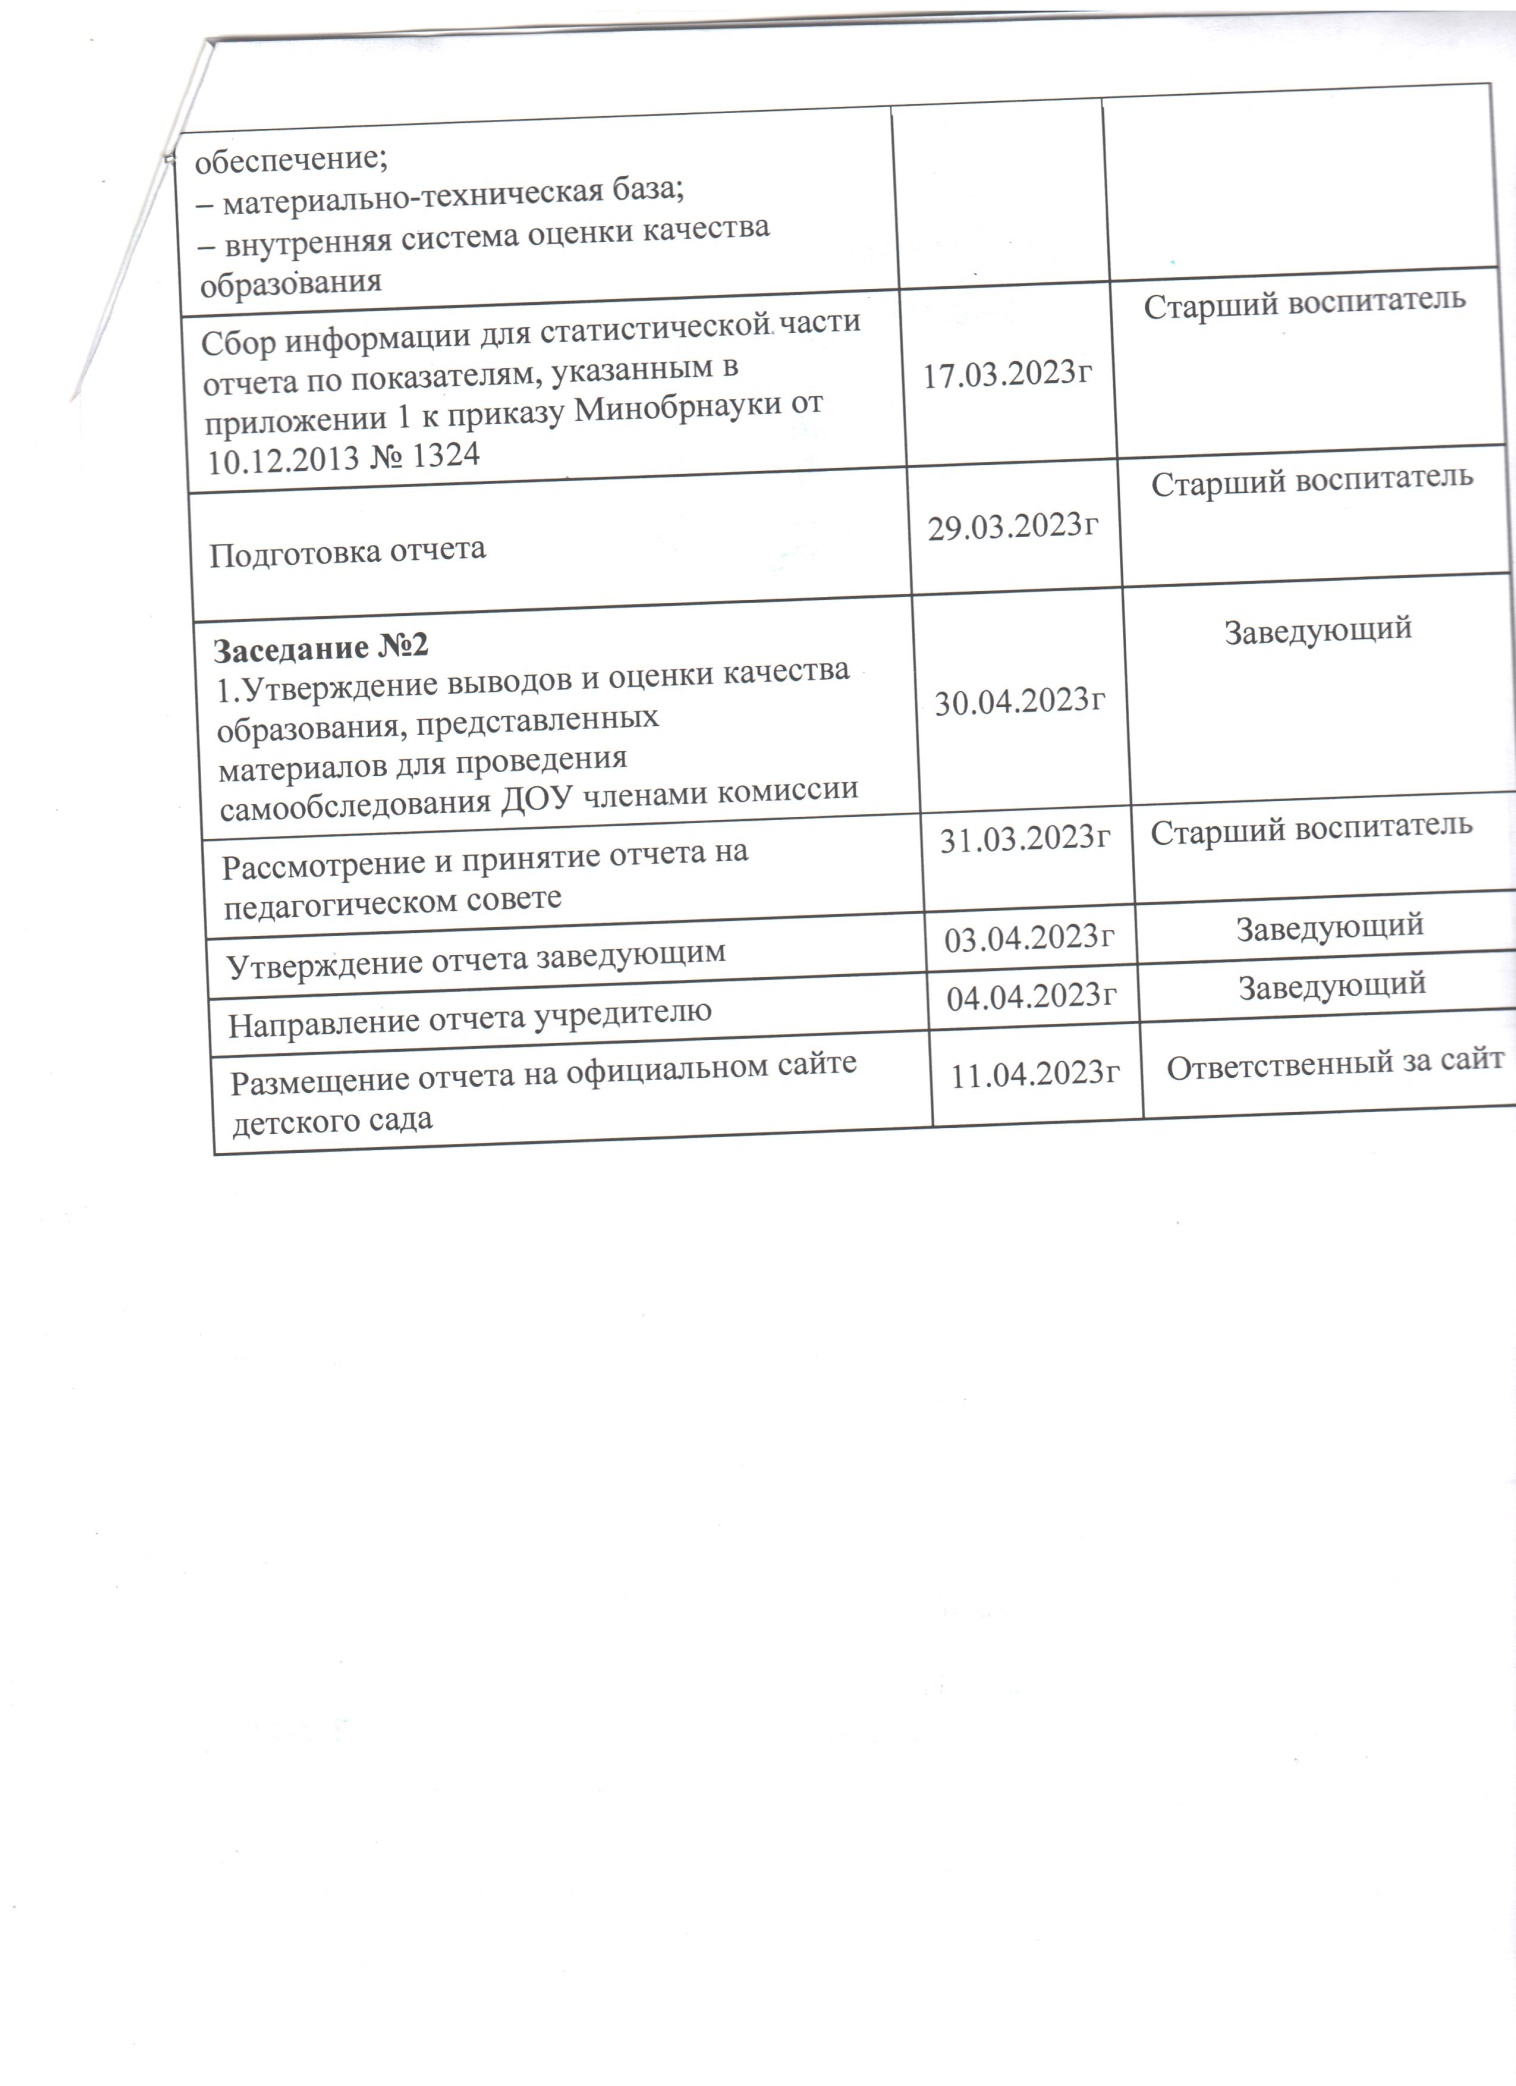 обеспечение;
– материально-техническая база;
– внутренняя система оценки качества
образования
Сбор информации для статистической части
отчета по показателям, указанным в
приложении 1 к приказу Минобрнауки от
10.12.2013 № 1324
17.03.2023г
Старший воспитатель
Подготовка отчета
29.03.2023г
Старший воспитатель
Заседание №2
1.Утверждение выводов и оценки качества
образования, представленных
материалов для проведения
самообследования ДОУ членами комиссии
30.04.2023г
Заведующий
Рассмотрение и принятие отчета на
педагогическом совете
31.03.2023г
Старший воспитатель
Утверждение отчета заведующим
03.04.2023г
Заведующий
Направление отчета учредителю
04.04.2023г
Заведующий
Размещение отчета на официальном сайте
детского сада
11.04.2023г
Ответственный за сайт